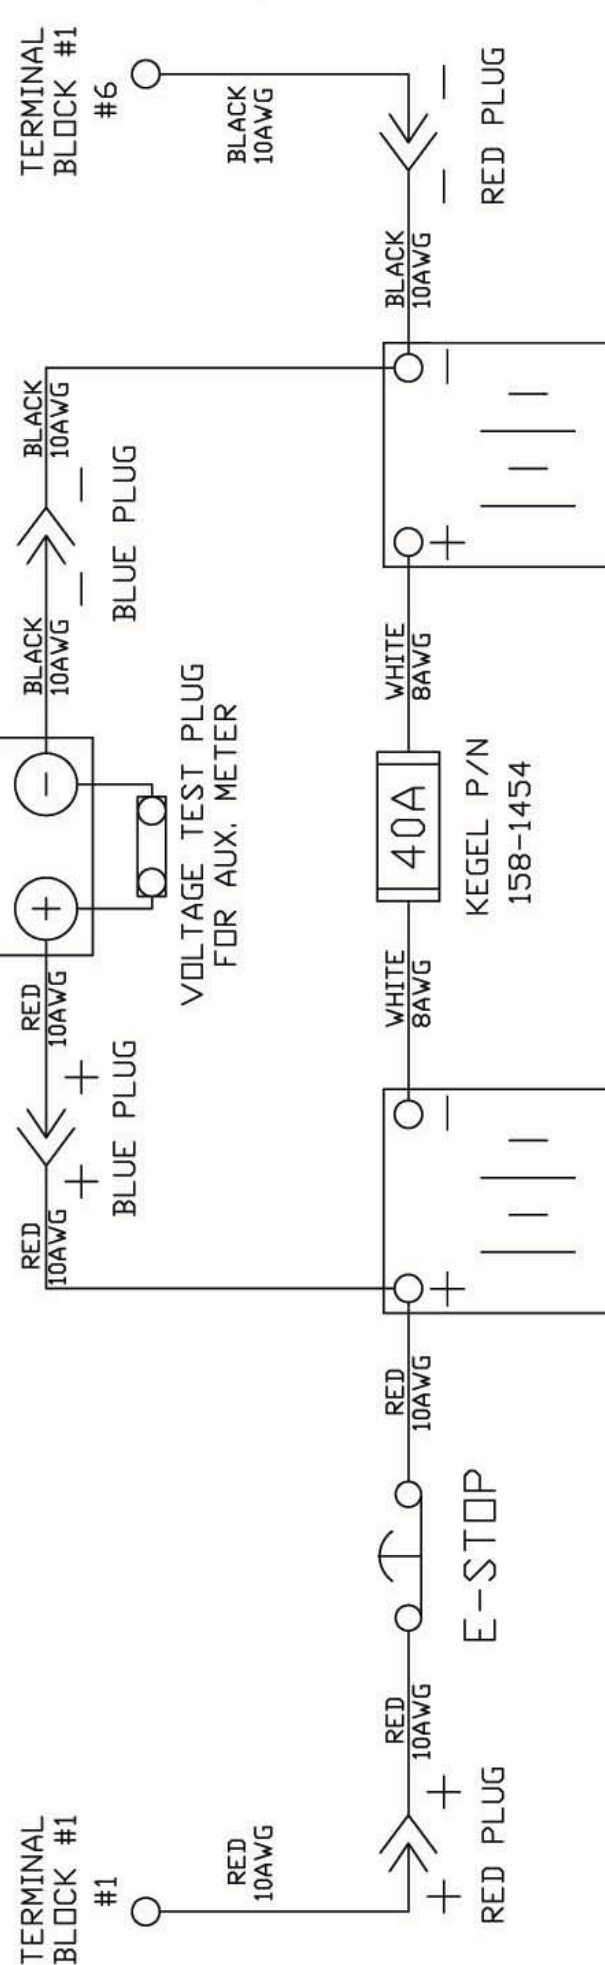 TERMINAL
BLOCK #1
#1
RED
10AWG
+
+
RED PLUG
RED
10AWG
E-STOP
RED
10AWG
RED
10AWG
+
+
BLUE PLUG
RED
10AWG
+
-
VOLTAGE TEST PLUG
FOR AUX. METER
BLACK
10AWG
-
-
BLUE PLUG
BLACK
10AWG
+
-
WHITE
8AWG
40A
KEGEL P/N
158-1454
WHITE
8AWG
+
-
BLACK
10AWG
-
-
RED PLUG
BLACK
10AWG
TERMINAL
BLOCK #1
#6